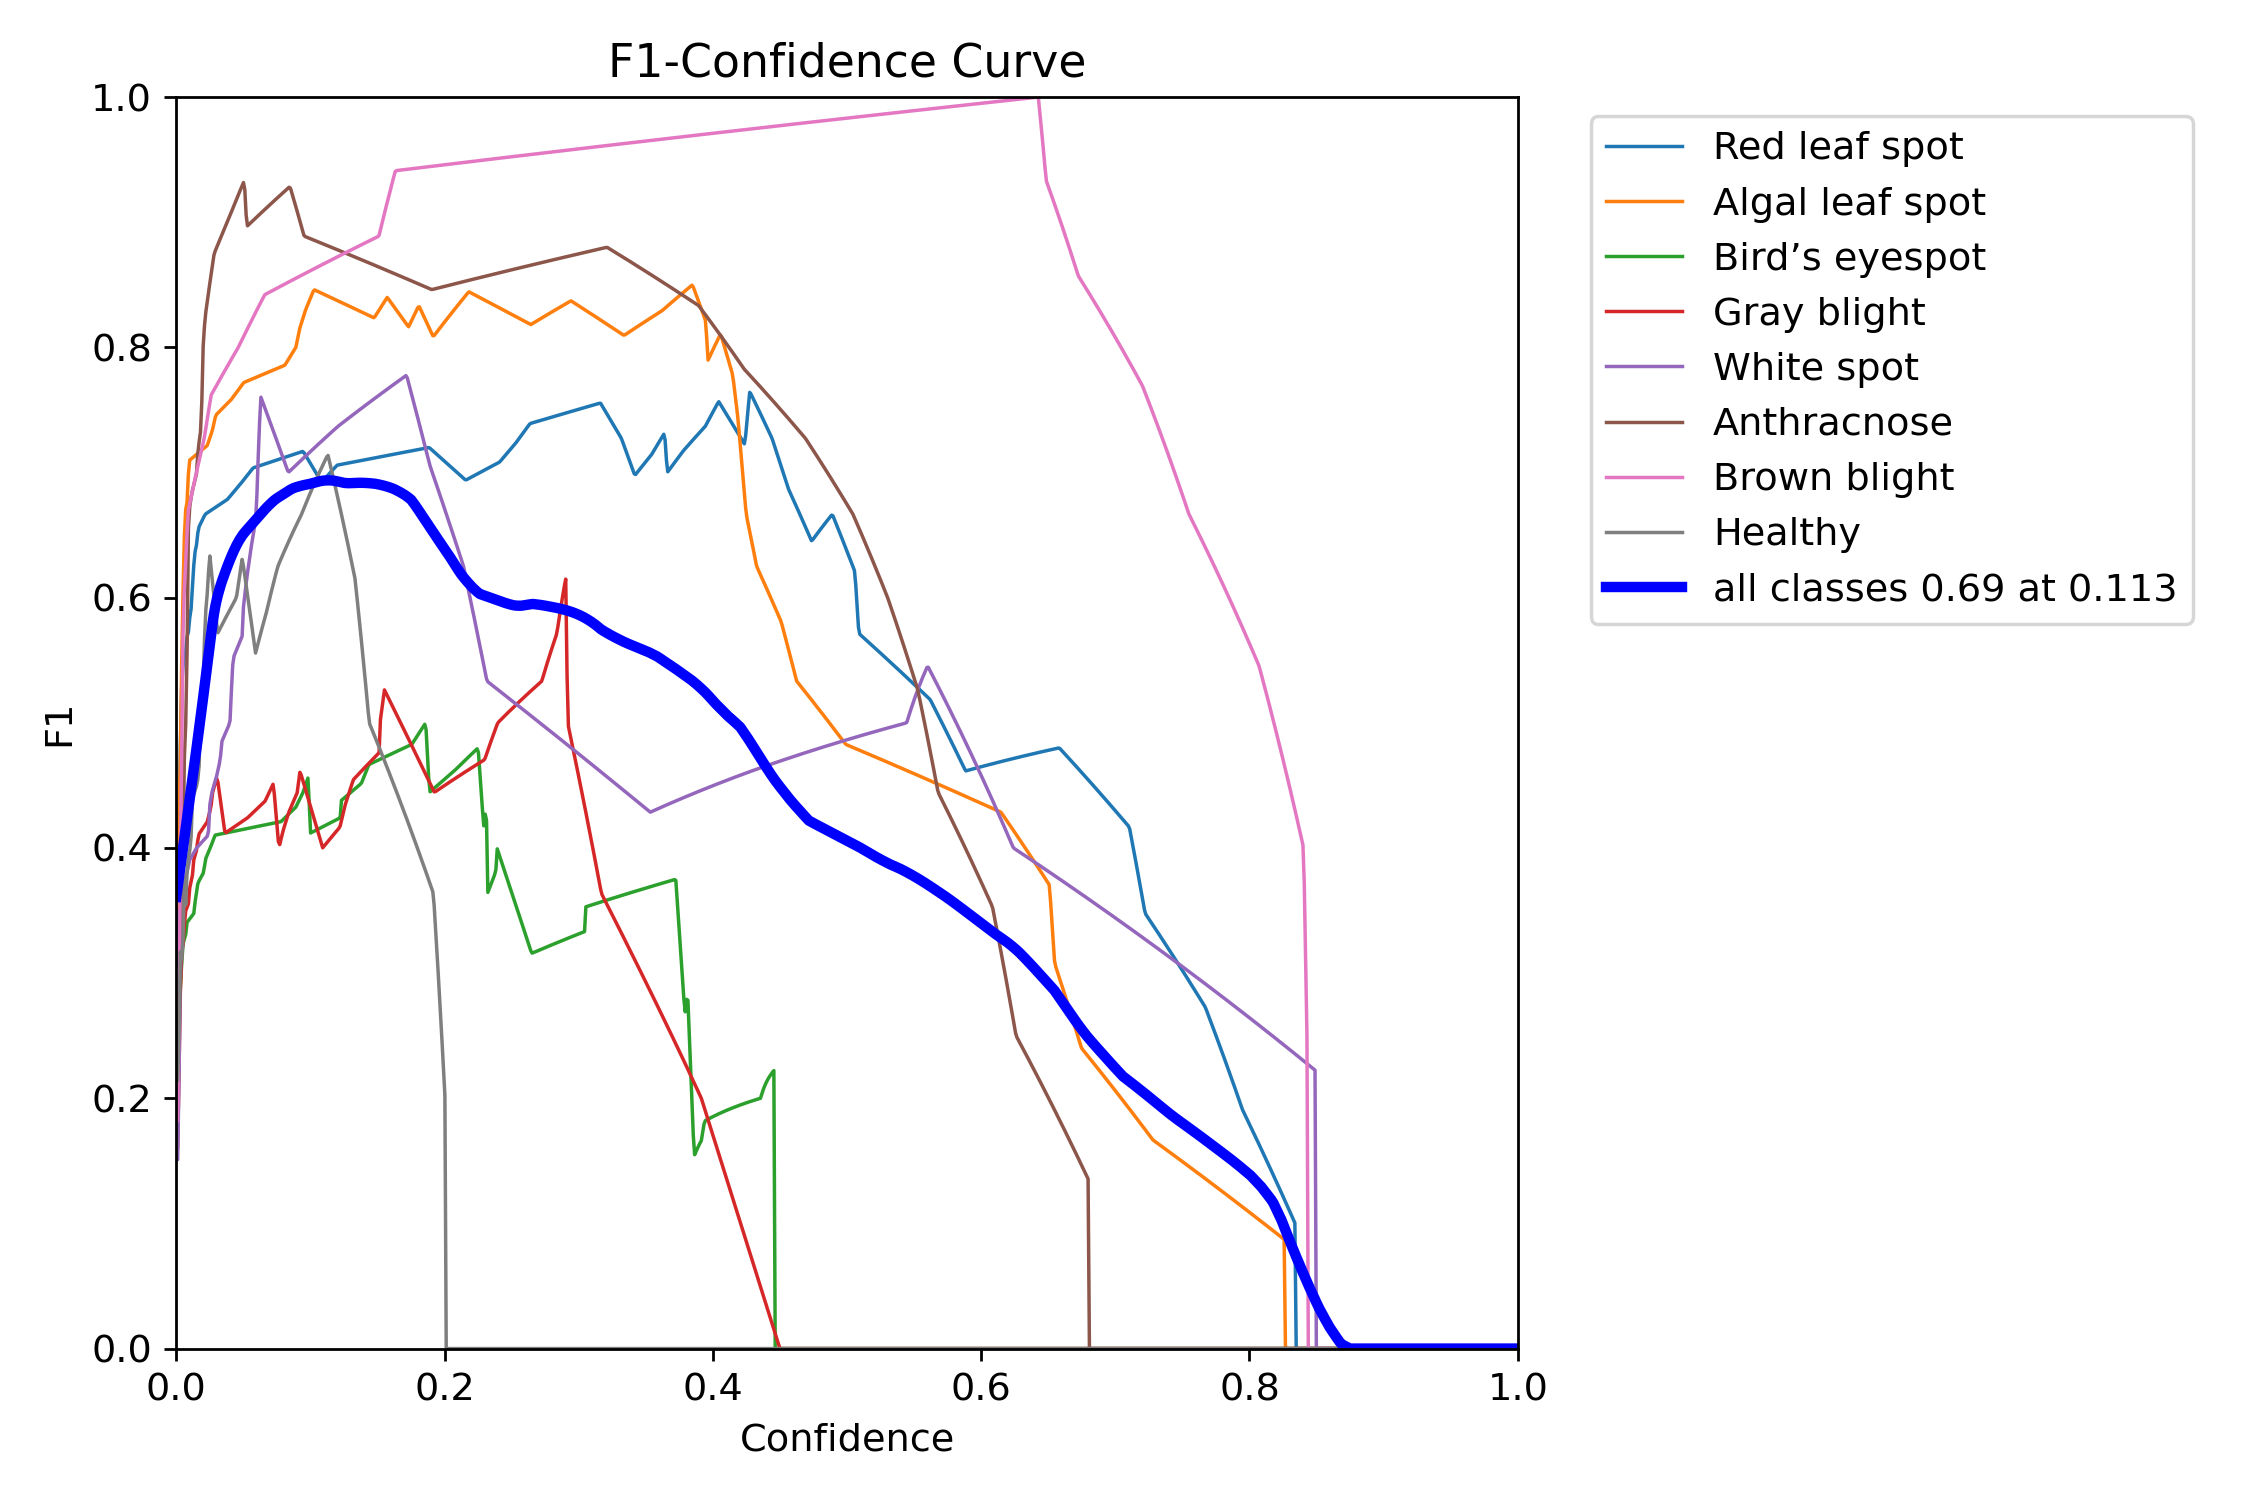 F1-Confidence Curve
1.0
0.8
0.6
0.4
0.2
0.0
F1
0.0 0.2 0.4 0.6 0.8 1.0
Confidence
Red leaf spot
Algal leaf spot
Bird’s eyespot
Gray blight
White spot
Anthracnose
Brown blight
Healthy
all classes 0.69 at 0.113